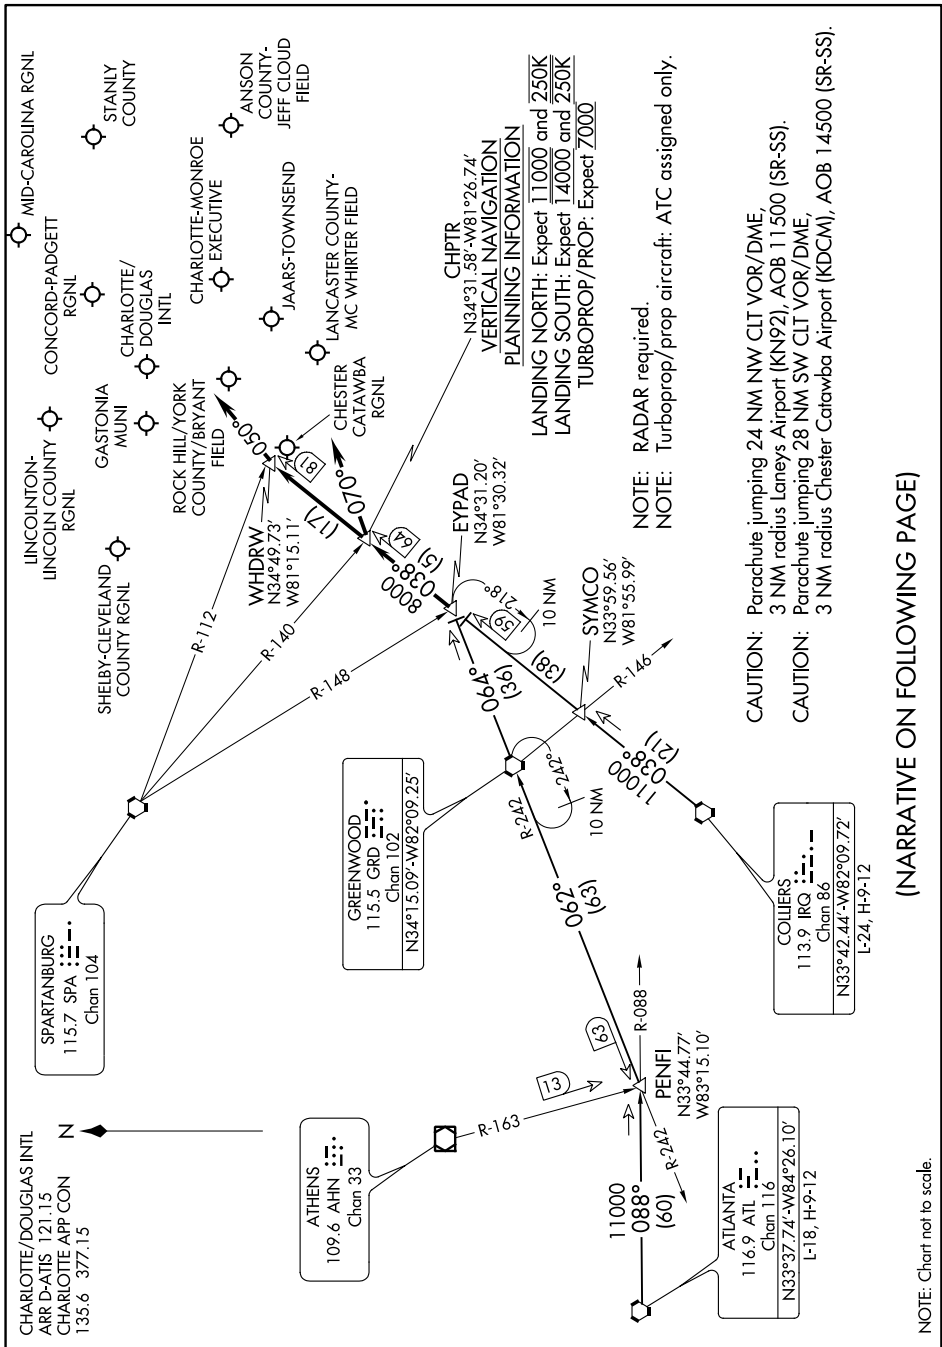 CHARLOTTE/DOUGLAS INTL
ARR D-ATIS 121.15
CHARLOTTE APP CON
135.6 377.15
N
SPARTANBURG
115.7 SPA
Chan 104
R-112
R-140
R-148
MID-CAROLINA RGNL
STANLY
COUNTY
CONCORD-PADGETT
RGNL
ANSON
COUNTY-
JEFF CLOUD
FIELD
CHARLOTTE/
DOUGLAS
INTL
CHARLOTTE-MONROE
EXECUTIVE
LINCOLNTON-
LINCOLN COUNTY
RGNL
GASTONIA
MUNI
JAARS-TOWNSEND
SHELBY-CLEVELAND
COUNTY RGNL
ROCK HILL/YORK
COUNTY/BRYANT
FIELD
LANCASTER COUNTY-
MC WHIRTER FIELD
CHESTER
CATAWBA
RGNL
050°
WHDRW
N34°49.73'
W81°15.11'
81
(17)
070°
64
8000
038°
(5)
CHPTR
N34°31.58'-W81°26.74'
VERTICAL NAVIGATION
PLANNING INFORMATION
LANDING NORTH: Expect 11000 and 250K
LANDING SOUTH: Expect 14000 and 250K
TURBOPROP/PROP: Expect 7000
EYPAD
N34°31.20'
W81°30.32'
218°
10 NM
59
(38)
064°
(36)
SYMCO
N33°59.56'
W81°55.99'
R-146
GREENWOOD
115.5 GRD
Chan 102
N34°15.09'-W82°09.25'
R-242
242°
10 NM
062°
(63)
11000
038°
(21)
COLLIERS
113.9 IRQ
Chan 86
N33°42.44'-W82°09.72'
L-24, H-9-12
ATHENS
109.6 AHN
Chan 33
R-163
13
63
R-088
PENFI
N33°44.77'
W83°15.10'
R-242
11000
088°
(60)
ATLANTA
116.9 ATL
Chan 116
N33°37.74'-W84°26.10'
L-18, H-9-12
NOTE: RADAR required.
NOTE: Turboprop/prop aircraft: ATC assigned only.
CAUTION: Parachute jumping 24 NM NW CLT VOR/DME,
3 NM radius Laneys Airport (KN92), AOB 11500 (SR-SS).
CAUTION: Parachute jumping 28 NM SW CLT VOR/DME,
3 NM radius Chester Catawba Airport (KDCM), AOB 14500 (SR-SS).
(NARRATIVE ON FOLLOWING PAGE)
NOTE: Chart not to scale.